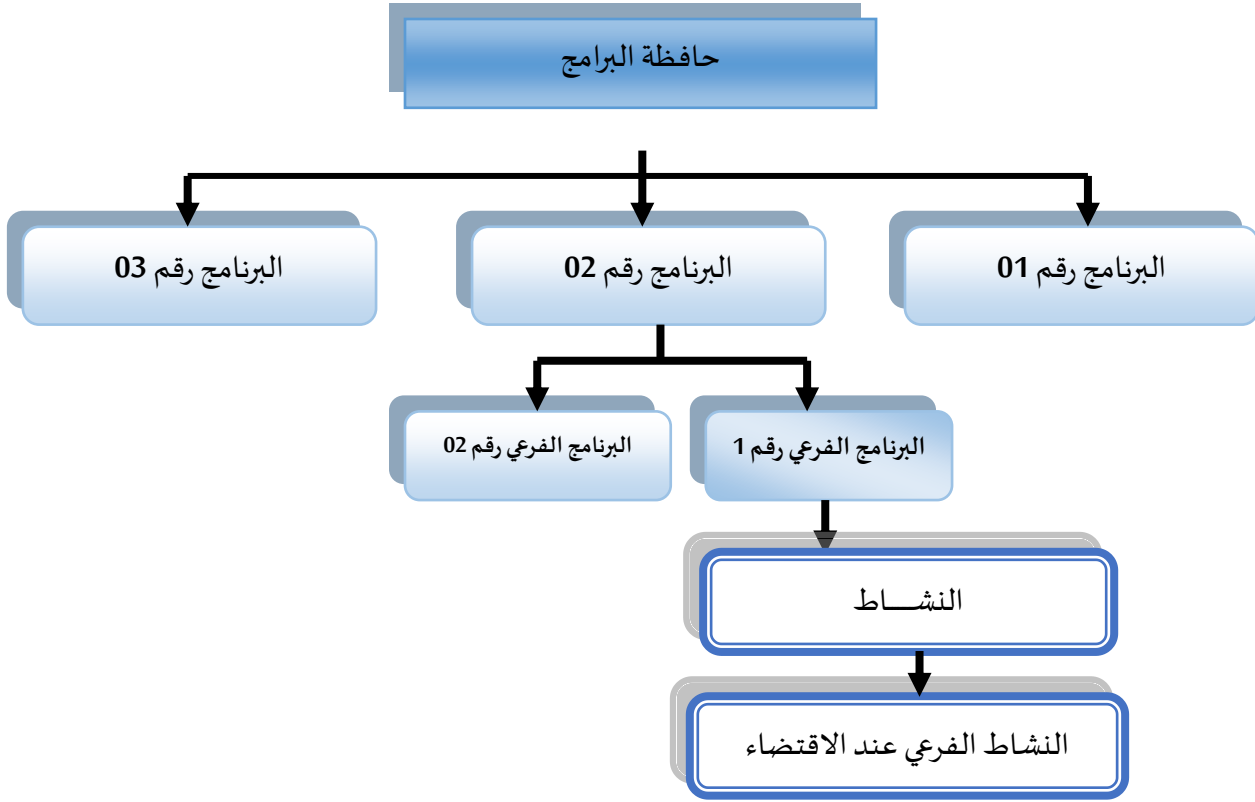 حافظة البرامج
البرنامج رقم 01
البرنامج رقم 02
البرنامج رقم 03
البرنامج الفرعي رقم 1
البرنامج الفرعي رقم 02
النشـــاط
النشاط الفرعي عند الاقتضاء